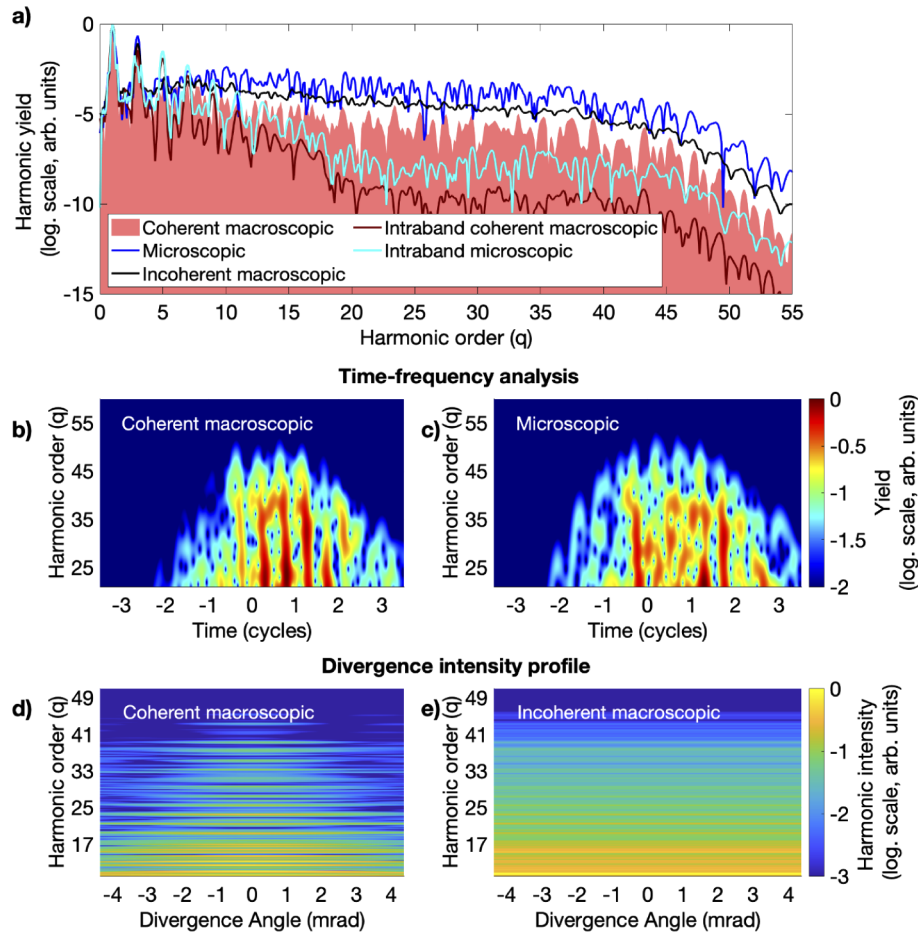 a)
0
-5
-10
-15
Harmonic yield
(log. scale, arb. units)
Coherent macroscopic
Microscopic
Incoherent macroscopic
Intraband coherent macroscopic
Intraband microscopic
0 5 10 15 20 25 30 35 40 45 50 55
Harmonic order (q)
Time-frequency analysis
b)
Coherent macroscopic
Harmonic order (q)
55
45
35
25
-3 -2 -1 0 1 2 3
Time (cycles)
c)
Microscopic
Harmonic order (q)
55
45
35
25
-3 -2 -1 0 1 2 3
Time (cycles)
0
-0.5
-1
-1.5
-2
Yield
(log. scale, arb. units)
Divergence intensity profile
d)
Coherent macroscopic
Harmonic order (q)
49
41
33
25
17
-4 -3 -2 -1 0 1 2 3 4
Divergence Angle (mrad)
e)
Incoherent macroscopic
Harmonic order (q)
49
41
33
25
17
-4 -3 -2 -1 0 1 2 3 4
Divergence Angle (mrad)
0
-1
-2
-3
Harmonic intensity
(log. scale, arb. units)